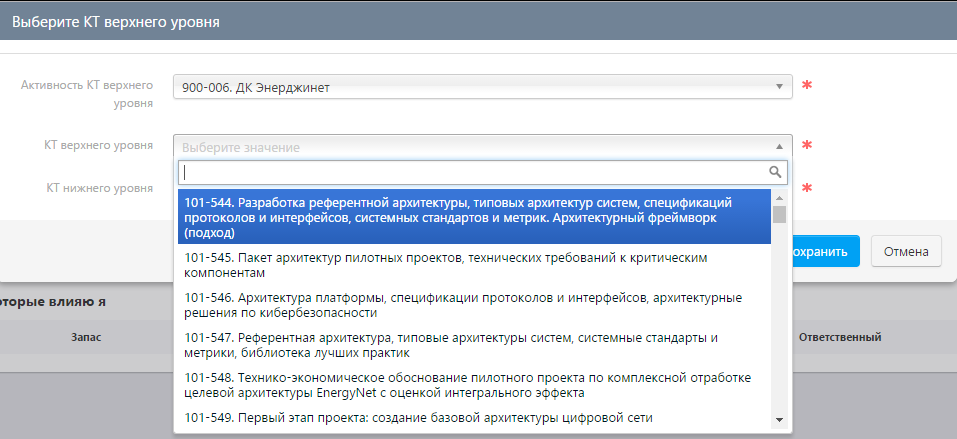 Выберите КТ верхнего уровня
Активность КТ верхнего
уровня
900-006. ДК Энерджинет
*
КТ верхнего уровня
Выберите значение
*
КТ нижнего уровня
*
101-544. Разработка референтной архитектуры, типовых архитектур систем, спецификаций
протоколов и интерфейсов, системных стандартов и метрик. Архитектурный фреймворк
(подход)
101-545. Пакет архитектур пилотных проектов, технических требований к критическим
компонентам
101-546. Архитектура платформы, спецификации протоколов и интерфейсов, архитектурные
решения по кибербезопасности
101-547. Референтная архитектура, типовые архитектуры систем, системные стандарты и
метрики, библиотека лучших практик
101-548. Технико-экономическое обоснование пилотного проекта по комплексной отработке
целевой архитектуры EnergyNet с оценкой интегрального эффекта
101-549. Первый этап проекта: создание базовой архитектуры цифровой сети
охранить
Отмена
оторые влияю я
Запас
Ответственный